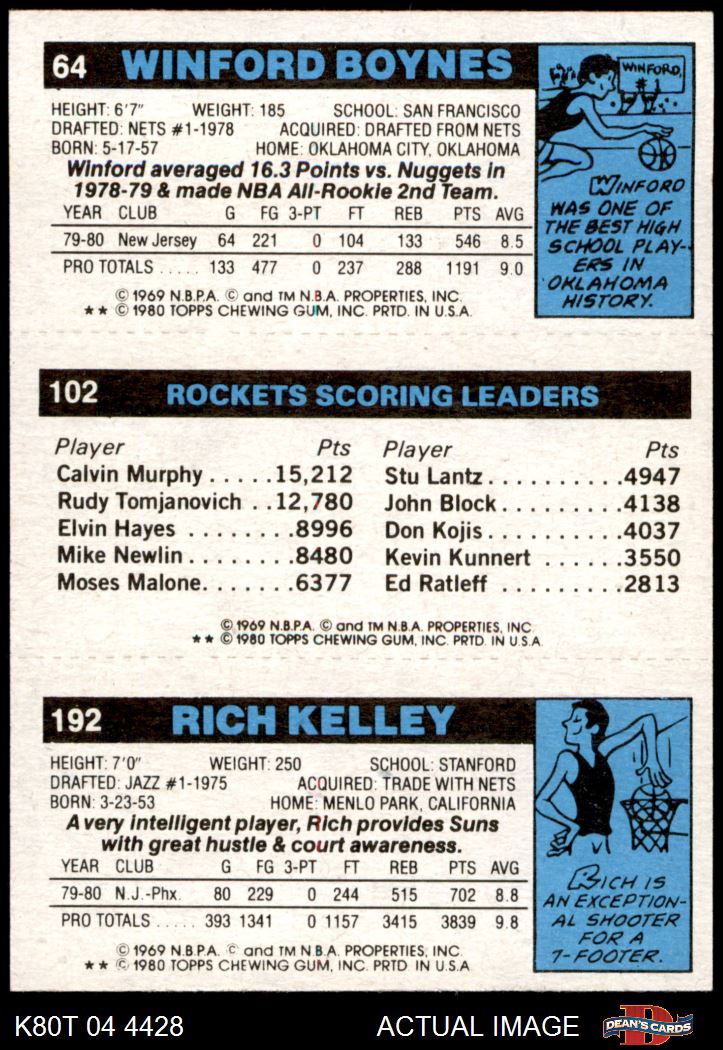 64 WINFORD BOYNES
HEIGHT: 6'7" WEIGHT: 185 SCHOOL: SAN FRANCISCO
DRAFTED: NETS #1-1978 ACQUIRED: DRAFTED FROM NETS
BORN: 5-17-57 HOME: OKLAHOMA CITY, OKLAHOMA
Winford averaged 16.3 Points vs. Nuggets in
1978-79 & made NBA All-Rookie 2nd Team.
YEAR CLUB G FG 3-PT FT REB PTS AVG
79-80 New Jersey 64 221 0 104 133 546 8.5
PRO TOTALS ..... 133 477 0 237 288 1191 9.0
© 1969 N.B.P.A. © and TM N.B.A. PROPERTIES, INC.
★★ © 1980 TOPPS CHEWING GUM, INC. PRTD. IN U.S.A.
WINFORD,
WINFORD
WAS ONE OF
THE BEST HIGH
SCHOOL PLAY-
ERS IN
OKLAHOMA
HISTORY.
102 ROCKETS SCORING LEADERS
Player Pts Player Pts
Calvin Murphy .....15,212 Stu Lantz..........4947
Rudy Tomjanovich ..12,780 John Block.........4138
Elvin Hayes ........8996 Don Kojis..........4037
Mike Newlin........8480 Kevin Kunnert ......3550
Moses Malone.......6377 Ed Ratleff .........2813
© 1969 N.B.P.A. © and TM N.B.A. PROPERTIES, INC.
★★ © 1980 TOPPS CHEWING GUM, INC. PRTD. IN U.S.A.
192 RICH KELLEY
HEIGHT: 7'0" WEIGHT: 250 SCHOOL: STANFORD
DRAFTED: JAZZ #1-1975 ACQUIRED: TRADE WITH NETS
BORN: 3-23-53 HOME: MENLO PARK, CALIFORNIA
A very intelligent player, Rich provides Suns
with great hustle & court awareness.
YEAR CLUB G FG 3-PT FT REB PTS AVG
79-80 N.J.-Phx. 80 229 0 244 515 702 8.8
PRO TOTALS ..... 393 1341 0 1157 3415 3839 9.8
© 1969 N.B.P.A. © and TM N.B.A. PROPERTIES, INC.
★★ © 1980 TOPPS CHEWING GUM, INC. PRTD. IN U.S.A.
RICH IS
AN EXCEPTION-
AL SHOOTER
FOR A
7-FOOTER.
K80T 04 4428 ACTUAL IMAGE D DEAN'S CARDS